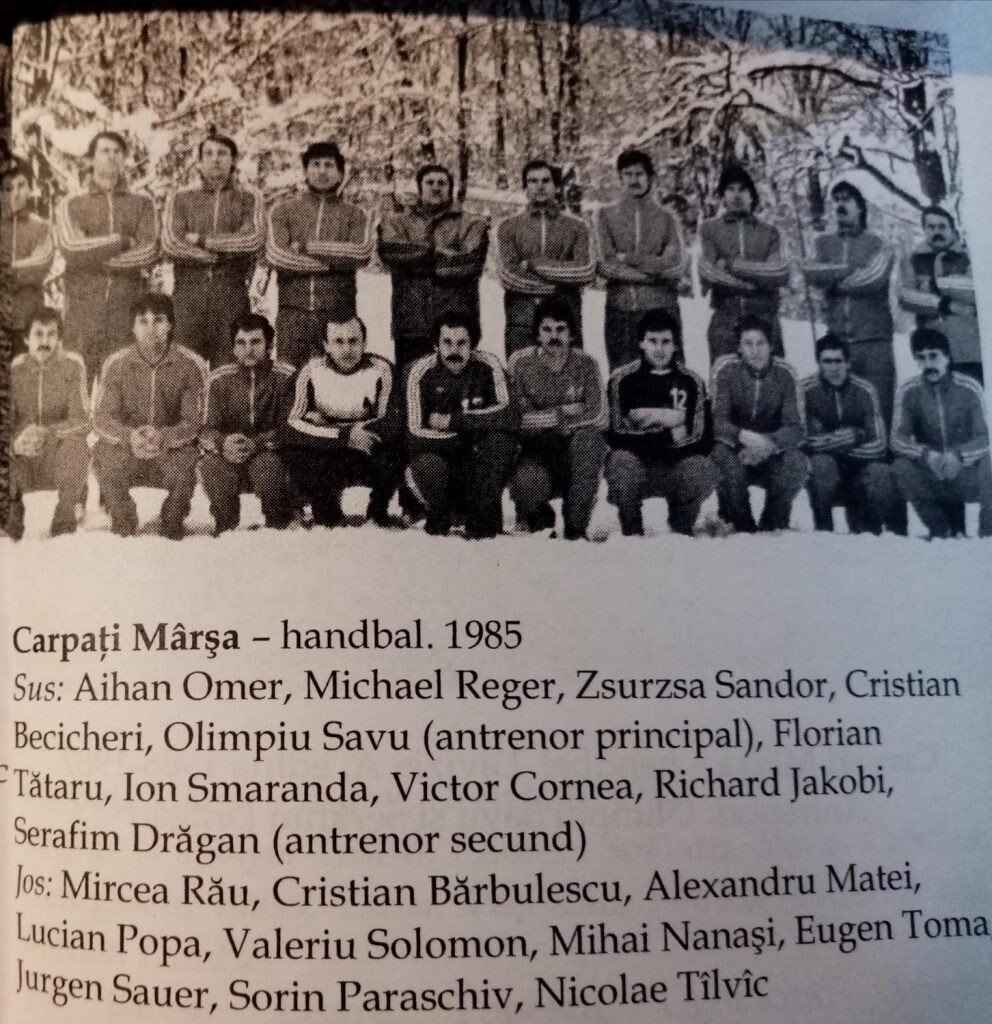 12
Carpați Mârşa – handbal. 1985
Sus: Aihan Omer, Michael Reger, Zsurzsa Sandor, Cristian
Becicheri, Olimpiu Savu (antrenor principal), Florian
Tătaru, Ion Smaranda, Victor Cornea, Richard Jakobi,
Serafim Drăgan (antrenor secund)
Jos: Mircea Rău, Cristian Bărbulescu, Alexandru Matei,
Lucian Popa, Valeriu Solomon, Mihai Nanaşi, Eugen Toma,
Jurgen Sauer, Sorin Paraschiv, Nicolae Tîlvîc